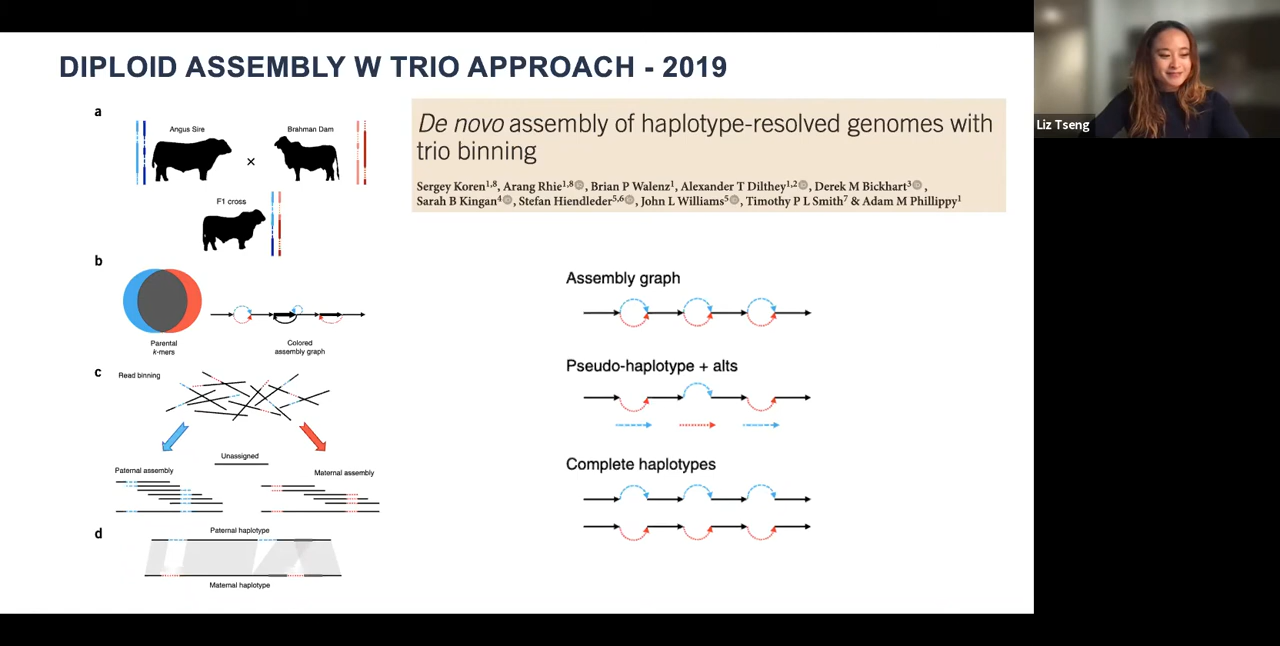 DIPLOID ASSEMBLY W TRIO APPROACH - 2019
a
Angus Sire
Brahman Dam
×
F1 cross
b
Parental
k-mers
Colored
assembly graph
c
Read binning
Unassigned
Paternal assembly
Maternal assembly
d
Paternal haplotype
Maternal haplotype
De novo assembly of haplotype-resolved genomes with
trio binning
Sergey Koren1,8, Arang Rhie1,8, Brian P Walenz1, Alexander T Dilthey1,2, Derek M Bickhart3,
Sarah B Kingan4, Stefan Hiendleder5,6, John L Williams5, Timothy P L Smith7 & Adam M Phillippy1
Assembly graph
Pseudo-haplotype + alts
Complete haplotypes
Liz Tseng